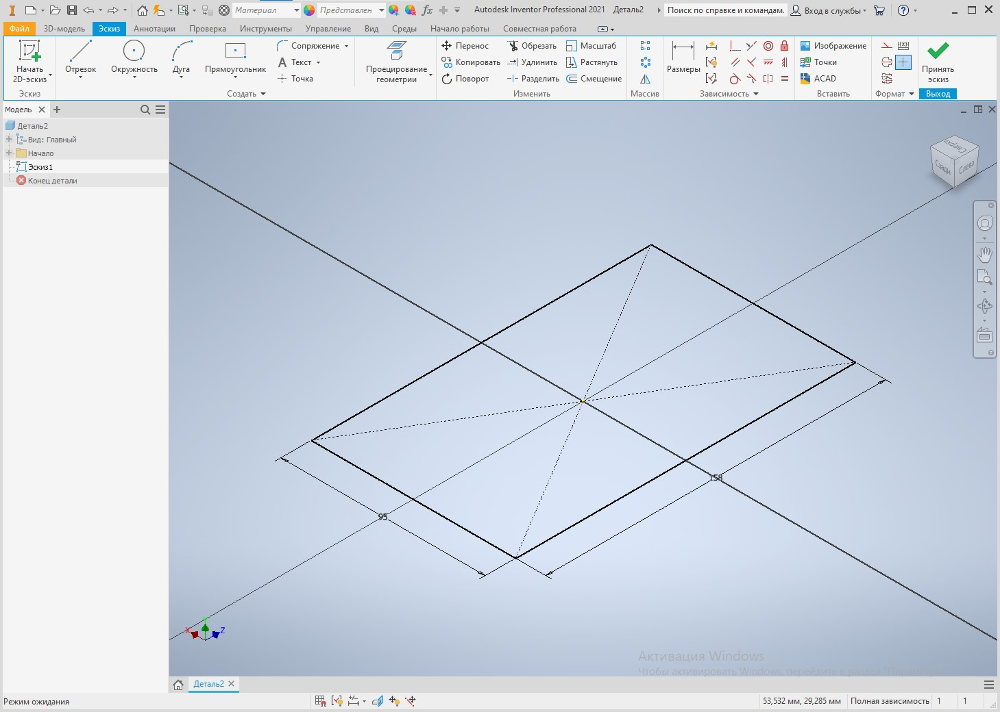 Материал
Представлен
fx
Autodesk Inventor Professional 2021 Деталь2
Поиск по справке и командам.
Вход в службы
Файл
3D-модель
Эскиз
Аннотации
Проверка
Инструменты
Управление
Вид
Среды
Начало работы
Совместная работа
Начать
2D-эскиз
Эскиз
Отрезок
Окружность
Дуга
Прямоугольник
Сопряжение
Текст
Точка
Создать
Проецирование
геометрии
Перенос
Копировать
Поворот
Обрезать
Удлинить
Разделить
Масштаб
Растянуть
Смещение
Изменить
Массив
Размеры
Зависимость
Изображение
Точки
ACAD
Вставить
Формат
Принять
эскиз
Выход
Модель
Деталь2
Вид: Главный
Начало
Эскиз1
Конец детали
Сверху
Сзади
Слева
158
95
X
Y
Z
Активация Windows
Чтобы активировать Windows, перейдите в раздел "Параметры
Деталь2
Режим ожидания
53,532 мм, 29,285 мм
Полная зависимость
1
1